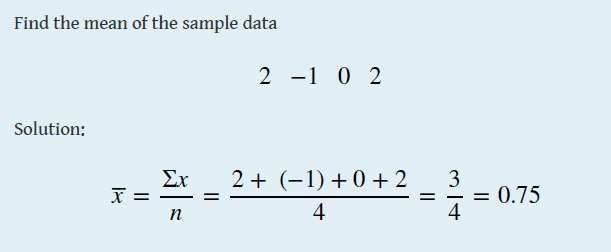 Find the mean of the sample data
2 −1 0 2
Solution:
x̅ = Σx / n = 2 + (−1) + 0 + 2 / 4 = 3 / 4 = 0.75